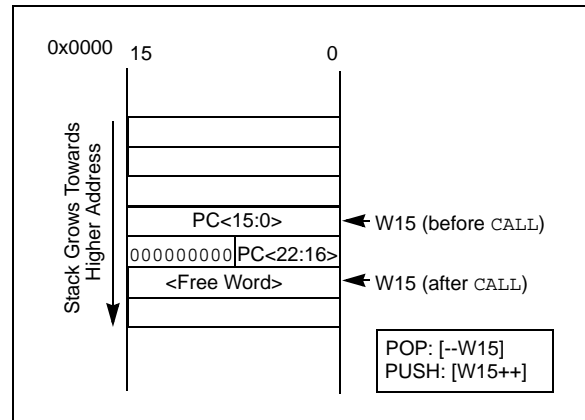 0x0000
15 0
Stack Grows Towards
Higher Address
PC<15:0>
W15 (before CALL)
000000000 PC<22:16>
<Free Word>
W15 (after CALL)
POP: [--W15]
PUSH: [W15++]